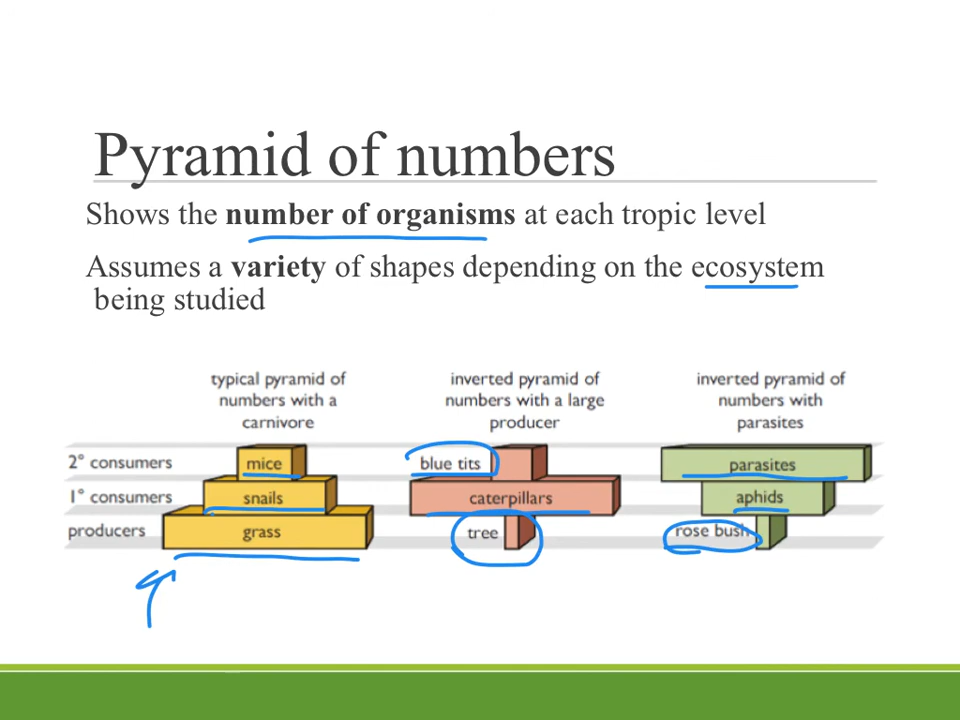 Pyramid of numbers
Shows the number of organisms at each tropic level
Assumes a variety of shapes depending on the ecosystem
being studied
typical pyramid of
numbers with a
carnivore
inverted pyramid of
numbers with a large
producer
inverted pyramid of
numbers with
parasites
2° consumers
mice
blue tits
parasites
1° consumers
snails
caterpillars
aphids
producers
grass
tree
rose bush